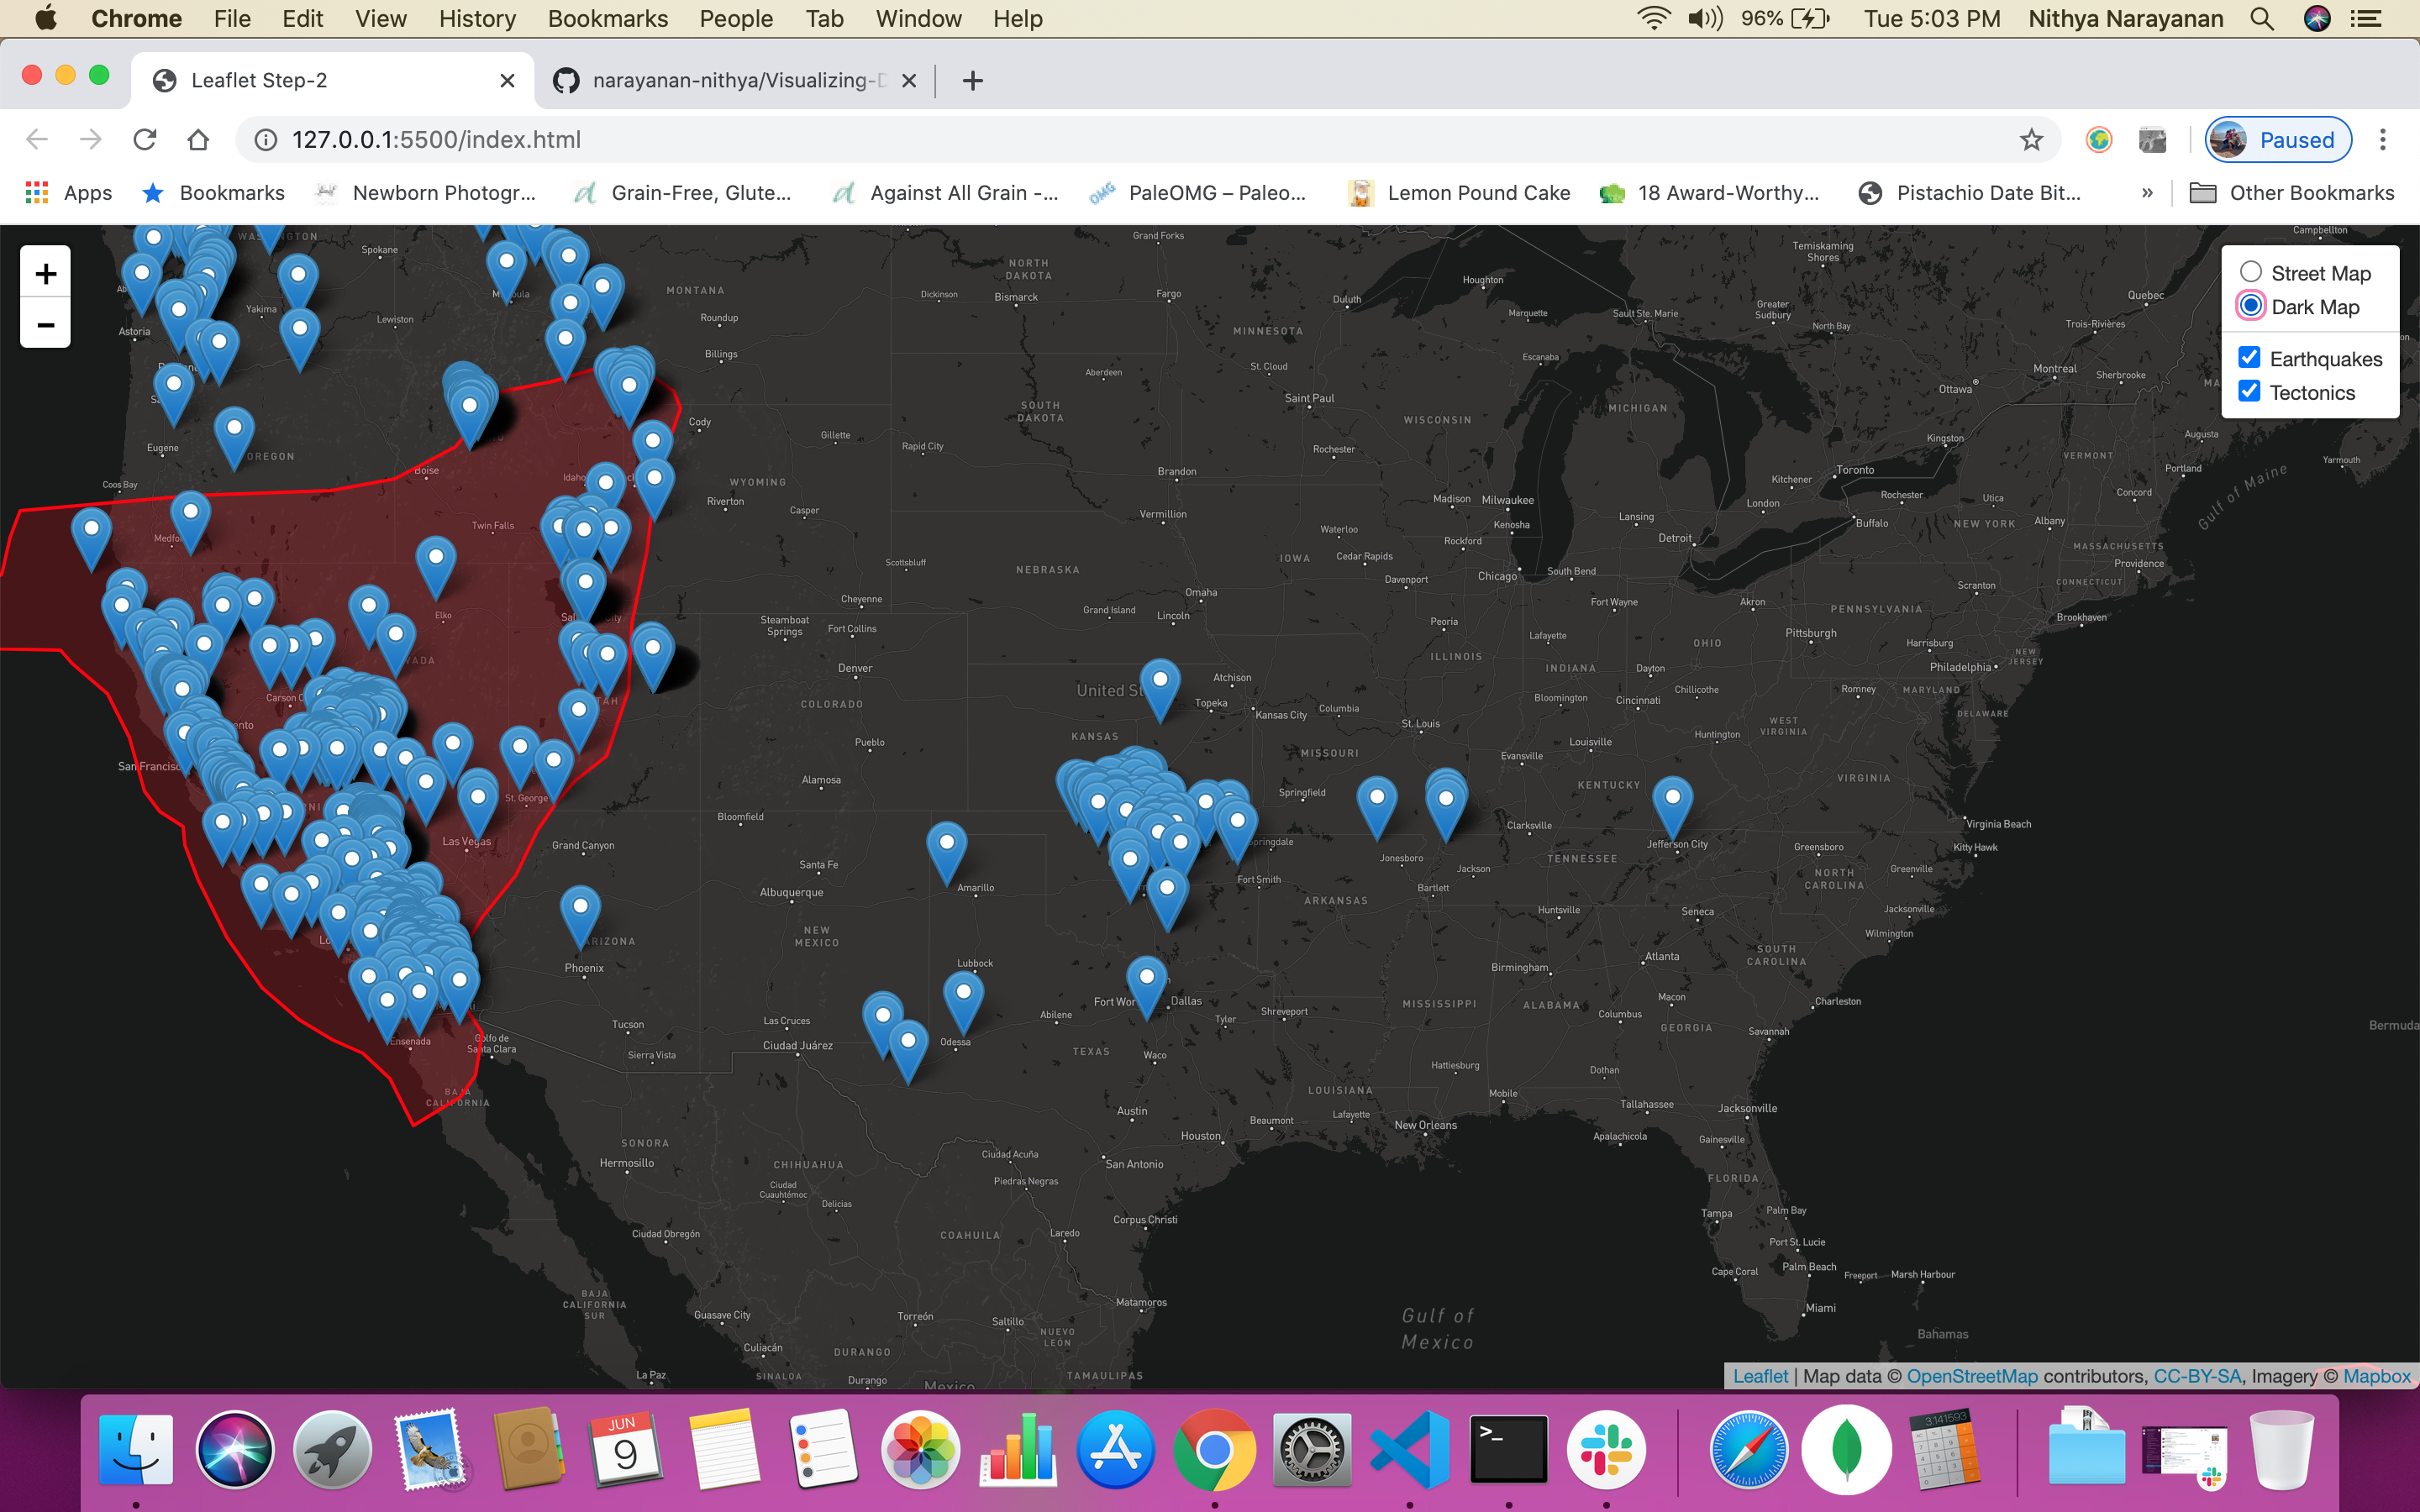 Chrome File Edit View History Bookmarks People Tab Window Help 96% Tue 5:03 PM Nithya Narayanan
Leaflet Step-2 narayanan-nithya/Visualizing-D
127.0.0.1:5500/index.html Paused
Apps Bookmarks Newborn Photogr... Grain-Free, Glute... Against All Grain -... PaleOMG – Paleo... Lemon Pound Cake 18 Award-Worthy... Pistachio Date Bit... » Other Bookmarks
+
−
Street Map
Dark Map
Earthquakes
Tectonics
Campbellton
Grand Forks
Spokane
Temiskaming
Shores
NORTH
DAKOTA
Houghton
MONTANA
Dickinson
Bismarck
Fargo
Duluth
Quebec
Yakima
Lewiston
Roundup
Marquette
Sault Ste. Marie
Greater
Sudbury
North Bay
Trois-Rivières
Astoria
MINNESOTA
Billings
Escanaba
St. Cloud
Aberdeen
Montreal
Sherbrooke
Ottawa
SOUTH
DAKOTA
Saint Paul
WISCONSIN
MICHIGAN
Cody
Gillette
Rapid City
Rochester
Kingston
Augusta
Eugene
OREGON
Boise
Brandon
Toronto
VERMONT
Portland
Yarmouth
Gulf of Maine
Coos Bay
WYOMING
Riverton
Casper
Madison
Milwaukee
Kitchener
London
Rochester
Utica
Concord
Vermillion
Kenosha
Lansing
Buffalo
NEW YORK
Albany
Twin Falls
Waterloo
Rockford
Detroit
MASSACHUSETTS
Scottsbluff
NEBRASKA
IOWA
Cedar Rapids
Davenport
Chicago
South Bend
Providence
Scranton
CONNECTICUT
Elko
Cheyenne
Omaha
Grand Island
Lincoln
Fort Wayne
Akron
PENNSYLVANIA
Brookhaven
Steamboat
Springs
Fort Collins
Peoria
Lafayette
OHIO
Pittsburgh
Harrisburg
NEW
JERSEY
Denver
ILLINOIS
INDIANA
Dayton
Philadelphia
Atchison
United St
Topeka
Kansas City
Columbia
Bloomington
Cincinnati
Chillicothe
Romney
MARYLAND
COLORADO
St. Louis
WEST
VIRGINIA
DELAWARE
Pueblo
KANSAS
MISSOURI
Evansville
Louisville
Huntington
San Francisc
Alamosa
Springfield
KENTUCKY
VIRGINIA
St. George
Bloomfield
Clarksville
Virginia Beach
Las Vegas
Grand Canyon
Jonesboro
TENNESSEE
Jefferson City
Greensboro
Kitty Hawk
Santa Fe
Albuquerque
Amarillo
Fort Smith
Jackson
Bartlett
NORTH
CAROLINA
Greenville
ARKANSAS
Huntsville
Seneca
Jacksonville
NEW
MEXICO
Wilmington
Phoenix
Lubbock
Birmingham
Atlanta
SOUTH
CAROLINA
Fort Wor
Dallas
MISSISSIPPI
ALABAMA
Macon
Charleston
Tucson
Las Cruces
Abilene
Tyler
Shreveport
Columbus
GEORGIA
Savannah
Bermuda
Ensenada
Golfo de
Santa Clara
Sierra Vista
Ciudad Juárez
Odessa
TEXAS
Waco
Hattiesburg
Dothan
BAJA
CALIFORNIA
LOUISIANA
Mobile
Tallahassee
Jacksonville
Austin
Beaumont
Lafayette
New Orleans
Apalachicola
Gainesville
SONORA
Houston
Hermosillo
CHIHUAHUA
Ciudad Acuña
San Antonio
Ciudad
Cuauhtémoc
Delicias
Piedras Negras
FLORIDA
Tampa
Palm Bay
Ciudad Obregón
COAHUILA
Laredo
Corpus Christi
Port St. Lucie
Cape Coral
Palm Beach
Freeport
Marsh Harbour
BAJA
CALIFORNIA
SUR
Guasave City
Torreón
Saltillo
NUEVO
LEÓN
Matamoros
Gulf of
Mexico
Miami
Bahamas
Culiacán
DURANGO
La Paz
SINALOA
Durango
Mexico
TAMAULIPAS
Leaflet | Map data © OpenStreetMap contributors, CC-BY-SA, Imagery © Mapbox
JUN
9
>_
3.141593